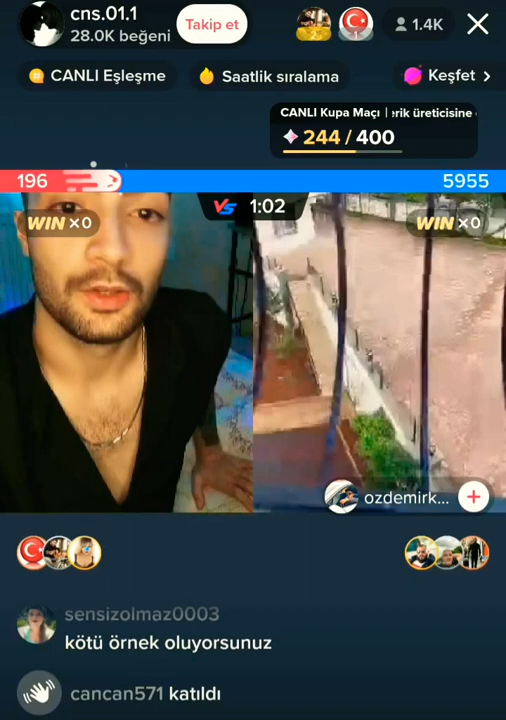 cns.01.1
28.0K beğeni
Takip et
1.4K
CANLI Eşleşme
Saatlik sıralama
Keşfet >
CANLI Kupa Maçı | erik üreticisine
244 / 400
196
5955
VS 1:02
WIN ×0
WIN ×0
ozdemirk...
sensizolmaz0003
kötü örnek oluyorsunuz
cancan571 katıldı